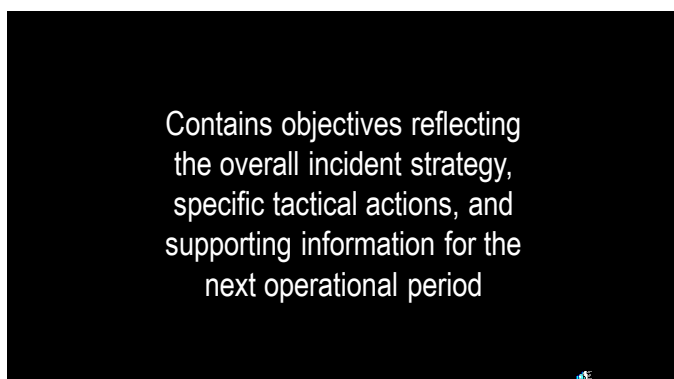 Contains objectives reflecting
the overall incident strategy,
specific tactical actions, and
supporting information for the
next operational period